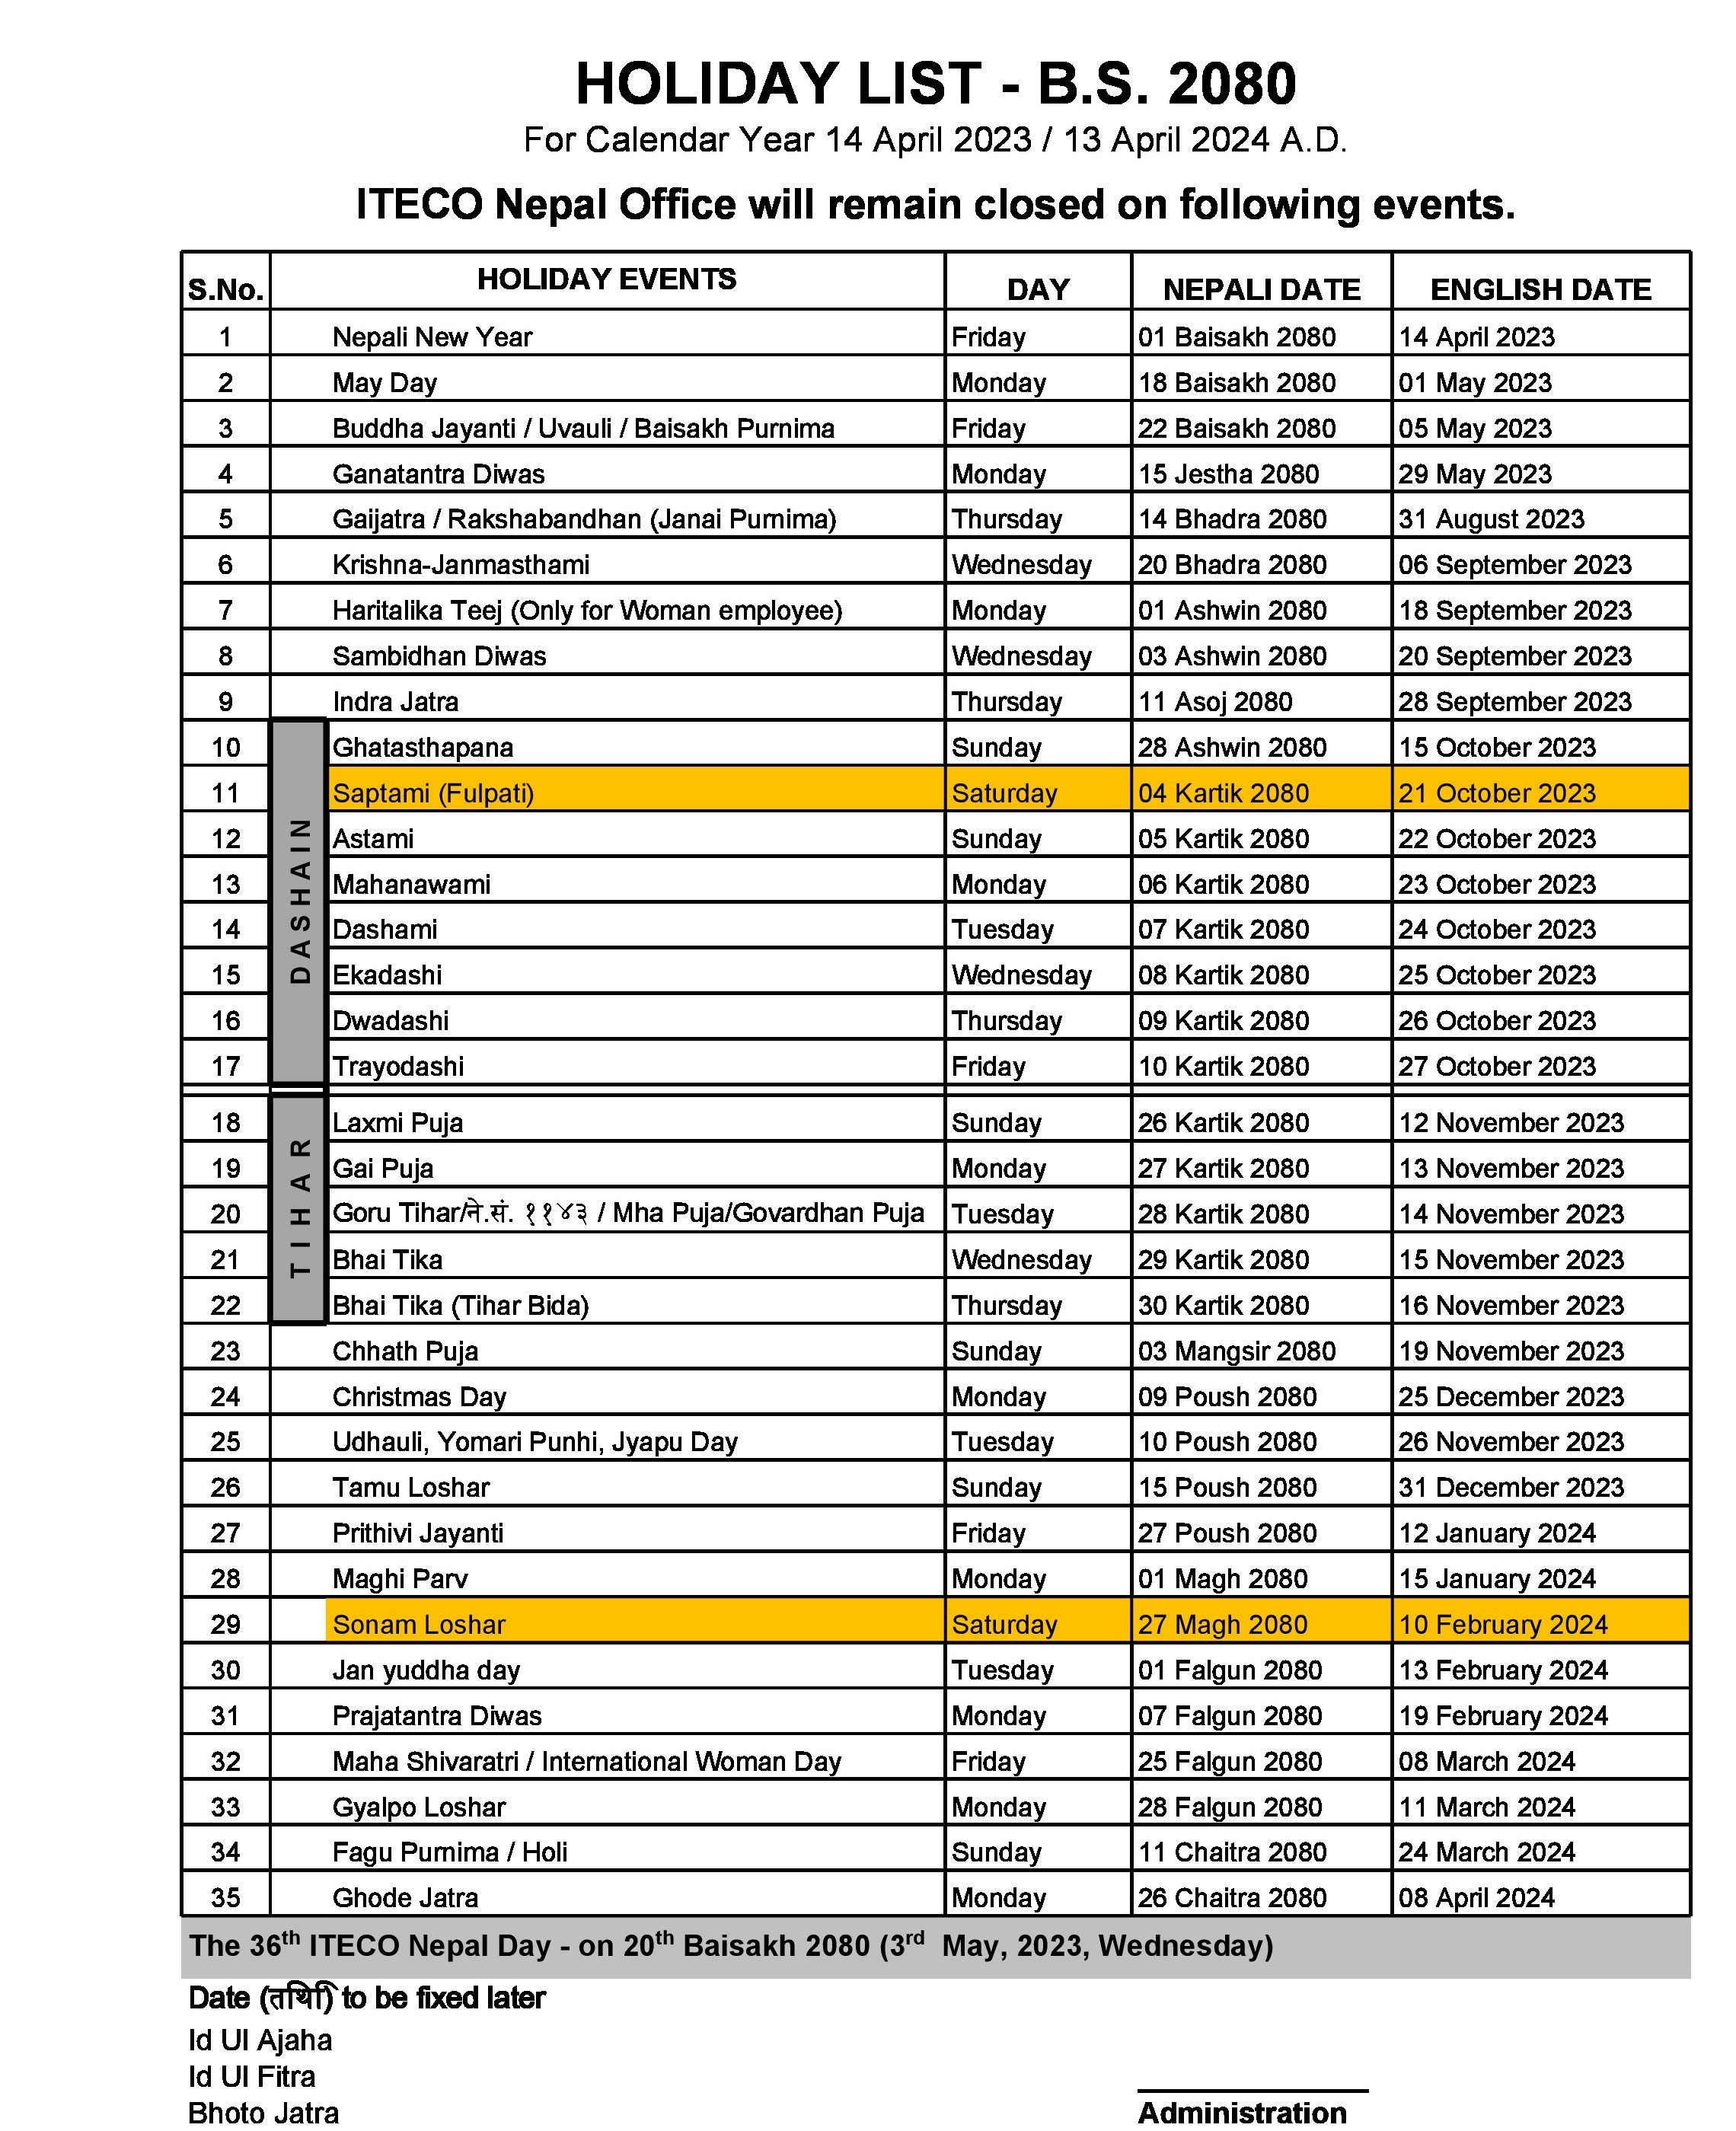 HOLIDAY LIST - B.S. 2080
For Calendar Year 14 April 2023 / 13 April 2024 A.D.
ITECO Nepal Office will remain closed on following events.
S.No. HOLIDAY EVENTS DAY NEPALI DATE ENGLISH DATE
1 Nepali New Year Friday 01 Baisakh 2080 14 April 2023
2 May Day Monday 18 Baisakh 2080 01 May 2023
3 Buddha Jayanti / Uvauli / Baisakh Purnima Friday 22 Baisakh 2080 05 May 2023
4 Ganatantra Diwas Monday 15 Jestha 2080 29 May 2023
5 Gaijatra / Rakshabandhan (Janai Purnima) Thursday 14 Bhadra 2080 31 August 2023
6 Krishna-Janmasthami Wednesday 20 Bhadra 2080 06 September 2023
7 Haritalika Teej (Only for Woman employee) Monday 01 Ashwin 2080 18 September 2023
8 Sambidhan Diwas Wednesday 03 Ashwin 2080 20 September 2023
9 Indra Jatra Thursday 11 Asoj 2080 28 September 2023
DASHAIN
10 Ghatasthapana Sunday 28 Ashwin 2080 15 October 2023
11 Saptami (Fulpati) Saturday 04 Kartik 2080 21 October 2023
12 Astami Sunday 05 Kartik 2080 22 October 2023
13 Mahanawami Monday 06 Kartik 2080 23 October 2023
14 Dashami Tuesday 07 Kartik 2080 24 October 2023
15 Ekadashi Wednesday 08 Kartik 2080 25 October 2023
16 Dwadashi Thursday 09 Kartik 2080 26 October 2023
17 Trayodashi Friday 10 Kartik 2080 27 October 2023
TIHAR
18 Laxmi Puja Sunday 26 Kartik 2080 12 November 2023
19 Gai Puja Monday 27 Kartik 2080 13 November 2023
20 Goru Tihar/ने.सं. ११४३ / Mha Puja/Govardhan Puja Tuesday 28 Kartik 2080 14 November 2023
21 Bhai Tika Wednesday 29 Kartik 2080 15 November 2023
22 Bhai Tika (Tihar Bida) Thursday 30 Kartik 2080 16 November 2023
23 Chhath Puja Sunday 03 Mangsir 2080 19 November 2023
24 Christmas Day Monday 09 Poush 2080 25 December 2023
25 Udhauli, Yomari Punhi, Jyapu Day Tuesday 10 Poush 2080 26 November 2023
26 Tamu Loshar Sunday 15 Poush 2080 31 December 2023
27 Prithivi Jayanti Friday 27 Poush 2080 12 January 2024
28 Maghi Parv Monday 01 Magh 2080 15 January 2024
29 Sonam Loshar Saturday 27 Magh 2080 10 February 2024
30 Jan yuddha day Tuesday 01 Falgun 2080 13 February 2024
31 Prajatantra Diwas Monday 07 Falgun 2080 19 February 2024
32 Maha Shivaratri / International Woman Day Friday 25 Falgun 2080 08 March 2024
33 Gyalpo Loshar Monday 28 Falgun 2080 11 March 2024
34 Fagu Purnima / Holi Sunday 11 Chaitra 2080 24 March 2024
35 Ghode Jatra Monday 26 Chaitra 2080 08 April 2024
The 36th ITECO Nepal Day - on 20th Baisakh 2080 (3rd May, 2023, Wednesday)
Date (तिथि) to be fixed later
Id Ul Ajaha
Id Ul Fitra
Bhoto Jatra
Administration